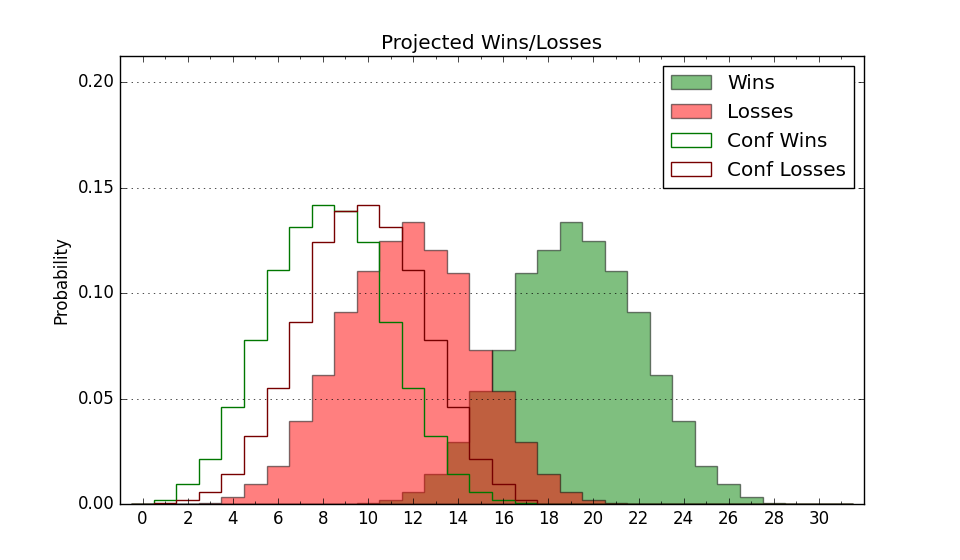 Projected Wins/Losses
Probability
0.20
0.15
0.10
0.05
0.00
0 2 4 6 8 10 12 14 16 18 20 22 24 26 28 30
Wins
Losses
Conf Wins
Conf Losses